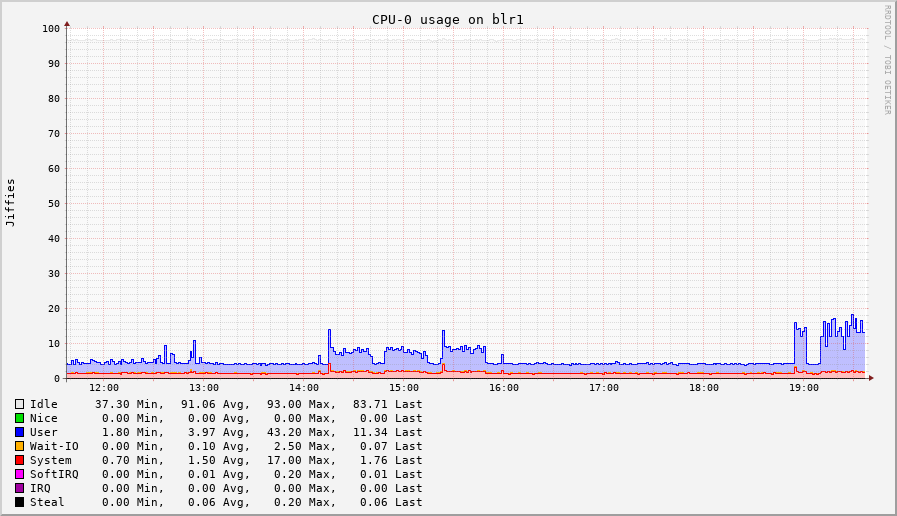 CPU-0 usage on blr1
RRDTOOL / TOBI OETIKER
Jiffies
100
90
80
70
60
50
40
30
20
10
0
12:00 13:00 14:00 15:00 16:00 17:00 18:00 19:00
Idle 37.30 Min, 91.06 Avg, 93.00 Max, 83.71 Last
Nice 0.00 Min, 0.00 Avg, 0.00 Max, 0.00 Last
User 1.80 Min, 3.97 Avg, 43.20 Max, 11.34 Last
Wait-IO 0.00 Min, 0.10 Avg, 2.50 Max, 0.07 Last
System 0.70 Min, 1.50 Avg, 17.00 Max, 1.76 Last
SoftIRQ 0.00 Min, 0.01 Avg, 0.20 Max, 0.01 Last
IRQ 0.00 Min, 0.00 Avg, 0.00 Max, 0.00 Last
Steal 0.00 Min, 0.06 Avg, 0.20 Max, 0.06 Last